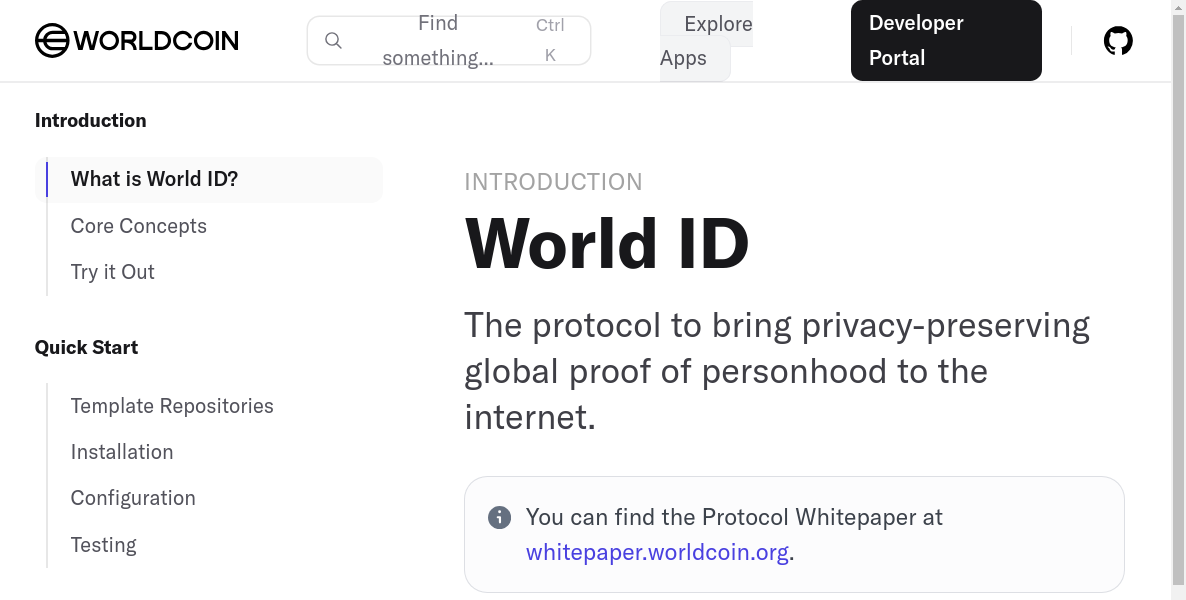 WORLDCOIN
Find
something...
Ctrl
K
Explore
Apps
Developer
Portal
Introduction
What is World ID?
Core Concepts
Try it Out
Quick Start
Template Repositories
Installation
Configuration
Testing
INTRODUCTION
World ID
The protocol to bring privacy-preserving
global proof of personhood to the
internet.
You can find the Protocol Whitepaper at
whitepaper.worldcoin.org.